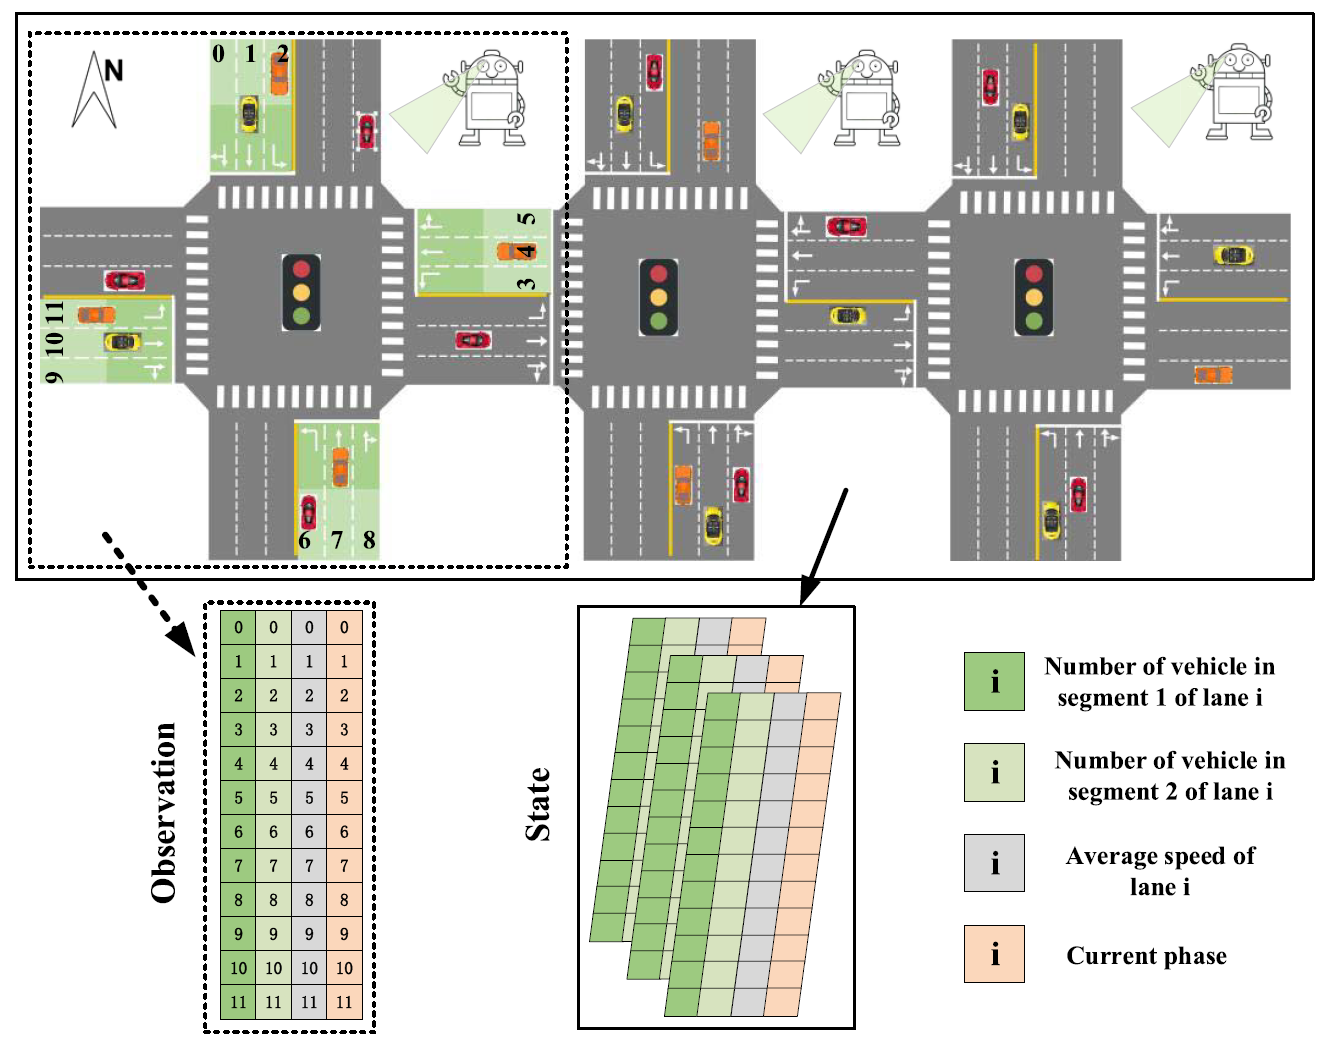 N
0 1 2
5
4
3
11
10
9
6 7 8
Observation
0 0 0 0
1 1 1 1
2 2 2 2
3 3 3 3
4 4 4 4
5 5 5 5
6 6 6 6
7 7 7 7
8 8 8 8
9 9 9 9
10 10 10 10
11 11 11 11
State
i Number of vehicle in
segment 1 of lane i
i Number of vehicle in
segment 2 of lane i
i Average speed of
lane i
i Current phase